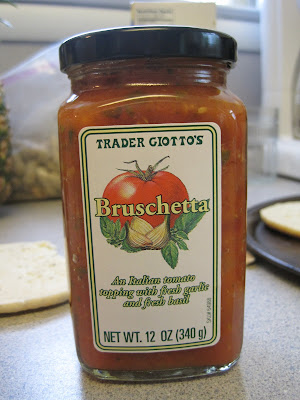 TRADER GIOTTO'S
Bruschetta
An Italian tomato
topping with fresh garlic
and fresh basil
NET WT. 12 OZ (340 g)